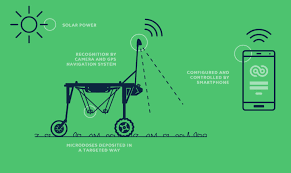 SOLAR POWER
RECOGNITION BY
CAMERA AND GPS
NAVIGATION SYSTEM
CONFIGURED AND
CONTROLLED BY
SMARTPHONE
MICRODOSES DEPOSITED IN
A TARGETED WAY